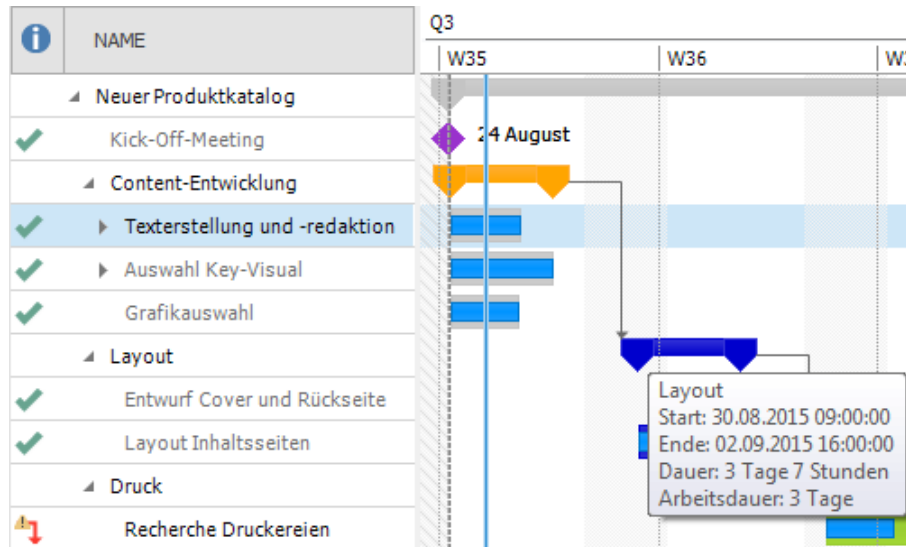 Q3
NAME
W35
W36
Neuer Produktkatalog
Kick-Off-Meeting
24 August
Content-Entwicklung
Texterstellung und -redaktion
Auswahl Key-Visual
Grafikauswahl
Layout
Entwurf Cover und Rückseite
Layout Inhaltsseiten
Druck
Recherche Druckereien
Layout
Start: 30.08.2015 09:00:00
Ende: 02.09.2015 16:00:00
Dauer: 3 Tage 7 Stunden
Arbeitsdauer: 3 Tage